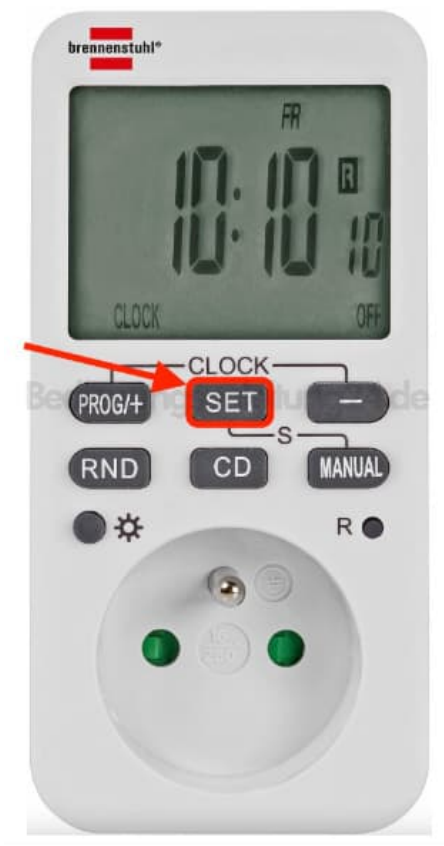 brennenstuhl®
FR
10:10 R 10
CLOCK OFF
CLOCK
PROG/+ SET −
S
RND CD MANUAL
R